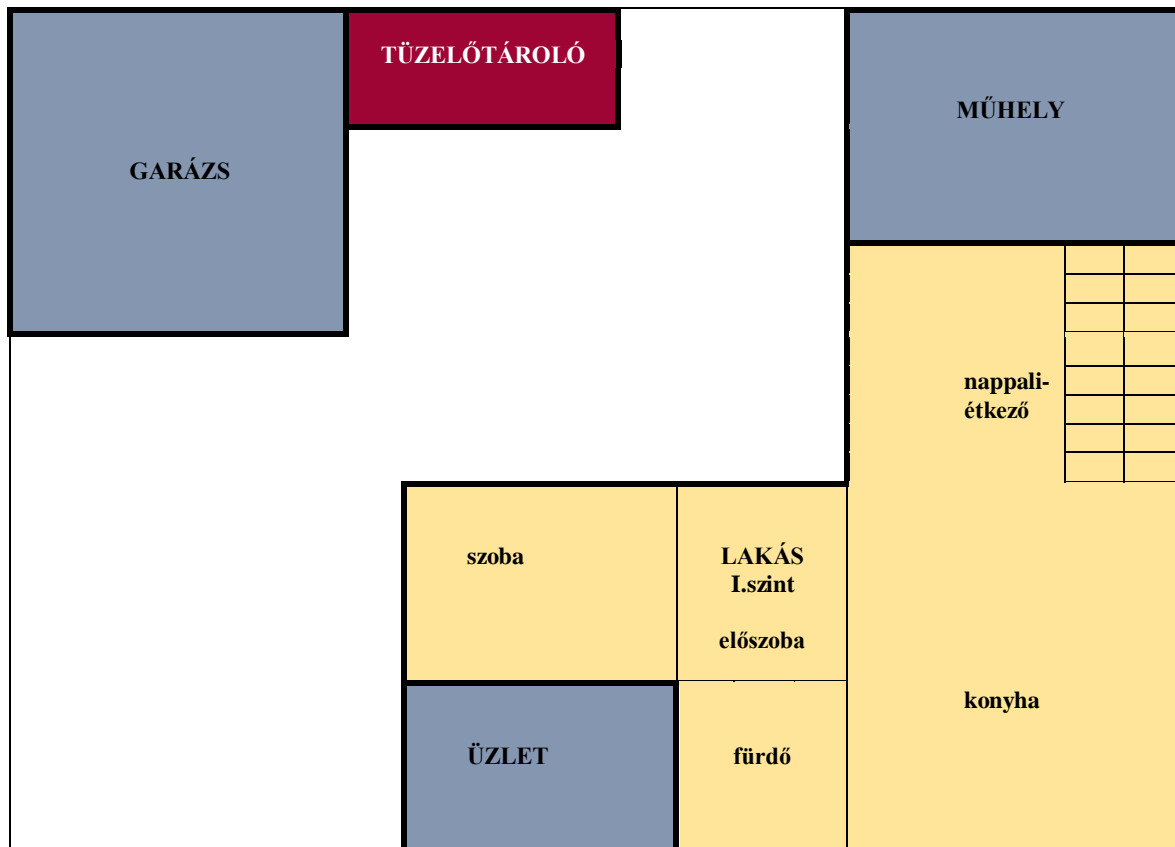 TÜZELŐTÁROLÓ
MŰHELY
GARÁZS
nappali-
étkező
szoba
LAKÁS
I.szint
előszoba
konyha
ÜZLET
fürdő